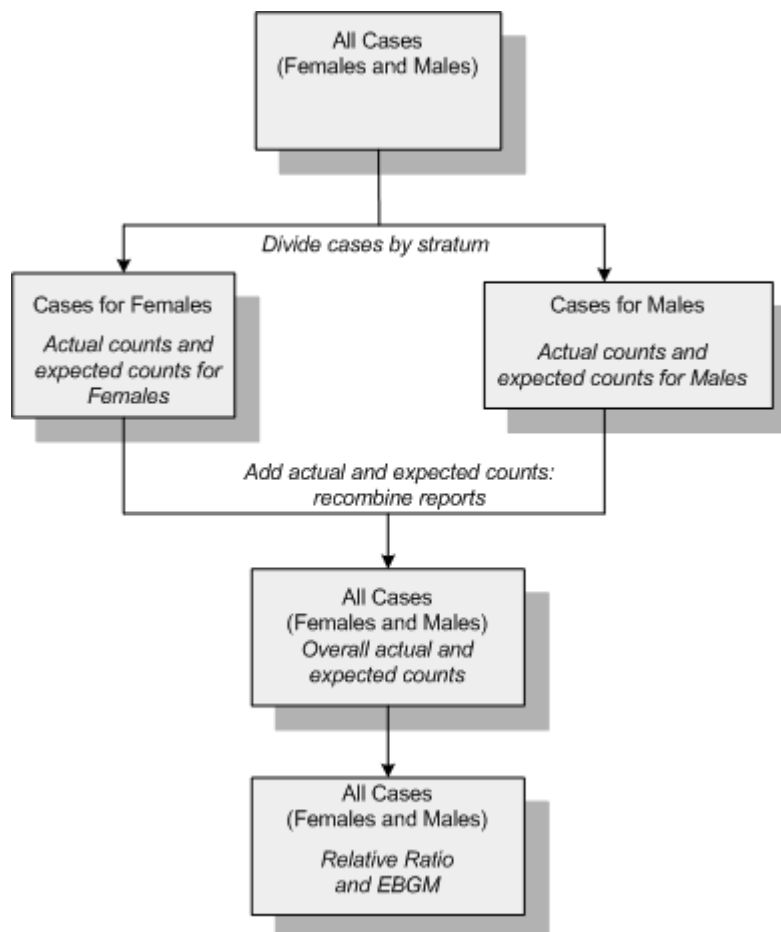 All Cases
(Females and Males)
Divide cases by stratum
Cases for Females
Actual counts and
expected counts for
Females
Cases for Males
Actual counts and
expected counts for Males
Add actual and expected counts:
recombine reports
All Cases
(Females and Males)
Overall actual and
expected counts
All Cases
(Females and Males)
Relative Ratio
and EBGM